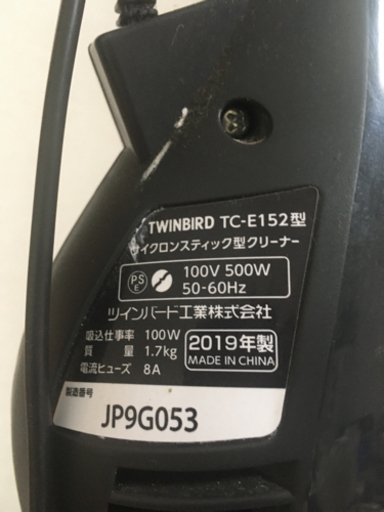 TWINBIRD TC-E152型
サイクロンスティック型クリーナー
PS E 100V 500W
50-60Hz
ツインバード工業株式会社
吸込仕事率 100W
質量 1.7kg
電流ヒューズ 8A
2019年製
MADE IN CHINA
製造番号
JP9G053